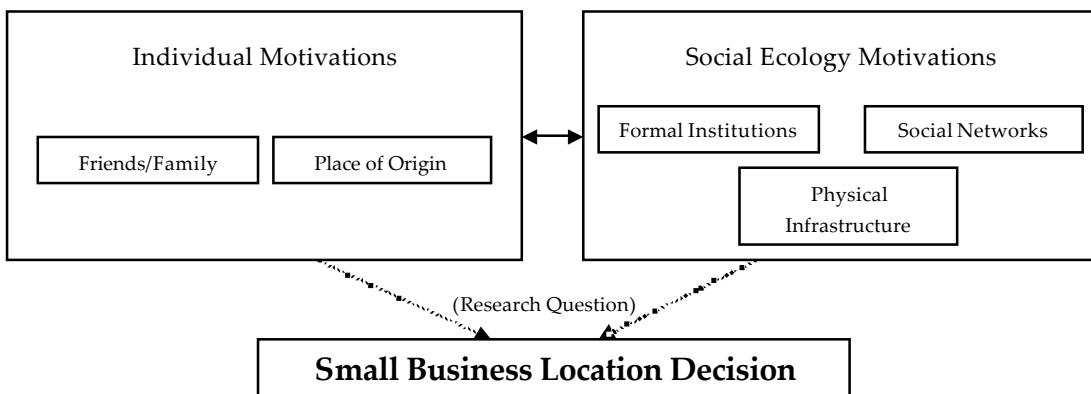 Individual Motivations
Friends/Family
Place of Origin
Social Ecology Motivations
Formal Institutions
Social Networks
Physical
Infrastructure
(Research Question)
Small Business Location Decision